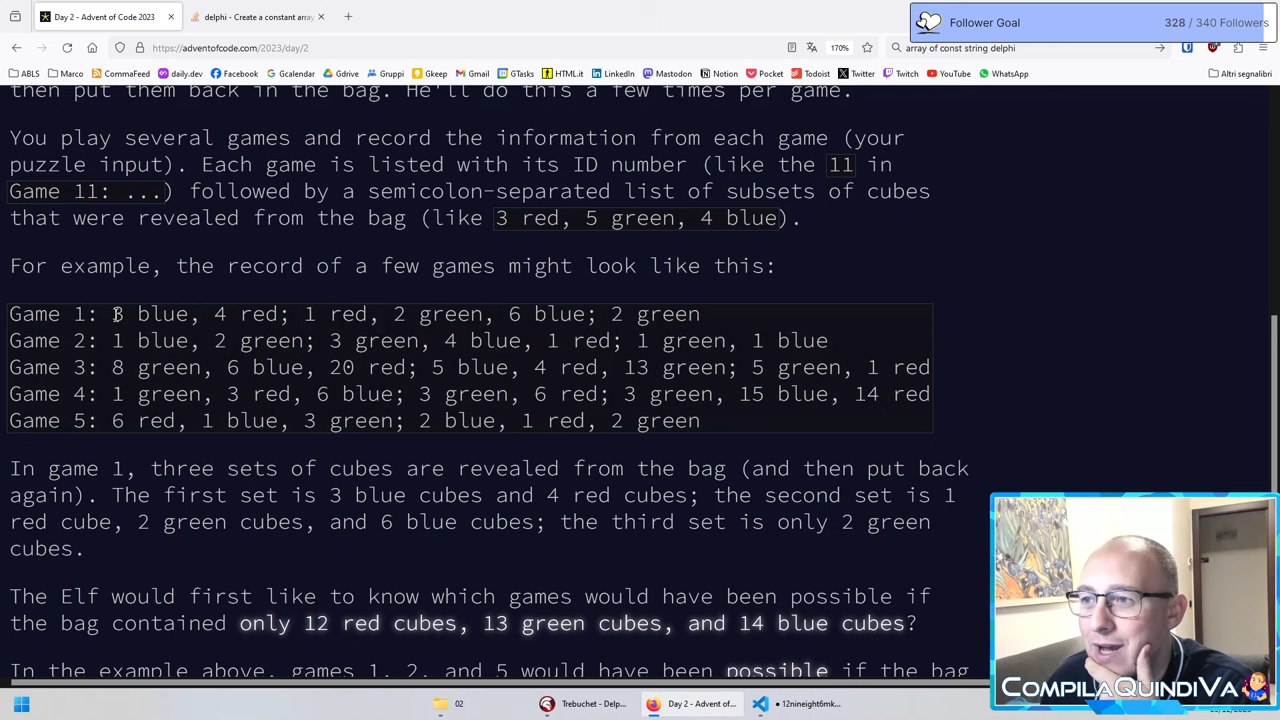 Day 2 - Advent of Code 2023
delphi - Create a constant array
Follower Goal
328 / 340 Followers
https://adventofcode.com/2023/day/2
170%
array of const string delphi
ABLS
Marco
CommaFeed
daily.dev
Facebook
Gcalendar
Gdrive
Gruppi
Gkeep
Gmail
GTasks
HTML.it
LinkedIn
Mastodon
Notion
Pocket
Todoist
Twitter
Twitch
YouTube
WhatsApp
Altri segnalibri
then put them back in the bag. He'll do this a few times per game.
You play several games and record the information from each game (your
puzzle input). Each game is listed with its ID number (like the 11 in
Game 11: ...) followed by a semicolon-separated list of subsets of cubes
that were revealed from the bag (like 3 red, 5 green, 4 blue).
For example, the record of a few games might look like this:
Game 1: 3 blue, 4 red; 1 red, 2 green, 6 blue; 2 green
Game 2: 1 blue, 2 green; 3 green, 4 blue, 1 red; 1 green, 1 blue
Game 3: 8 green, 6 blue, 20 red; 5 blue, 4 red, 13 green; 5 green, 1 red
Game 4: 1 green, 3 red, 6 blue; 3 green, 6 red; 3 green, 15 blue, 14 red
Game 5: 6 red, 1 blue, 3 green; 2 blue, 1 red, 2 green
In game 1, three sets of cubes are revealed from the bag (and then put back
again). The first set is 3 blue cubes and 4 red cubes; the second set is 1
red cube, 2 green cubes, and 6 blue cubes; the third set is only 2 green
cubes.
The Elf would first like to know which games would have been possible if
the bag contained only 12 red cubes, 13 green cubes, and 14 blue cubes?
In the example above, games 1, 2, and 5 would have been possible if the bag
COMPILAQUINDIVA
02
Trebuchet - Delp...
Day 2 - Advent of...
• 12nineight6mk...